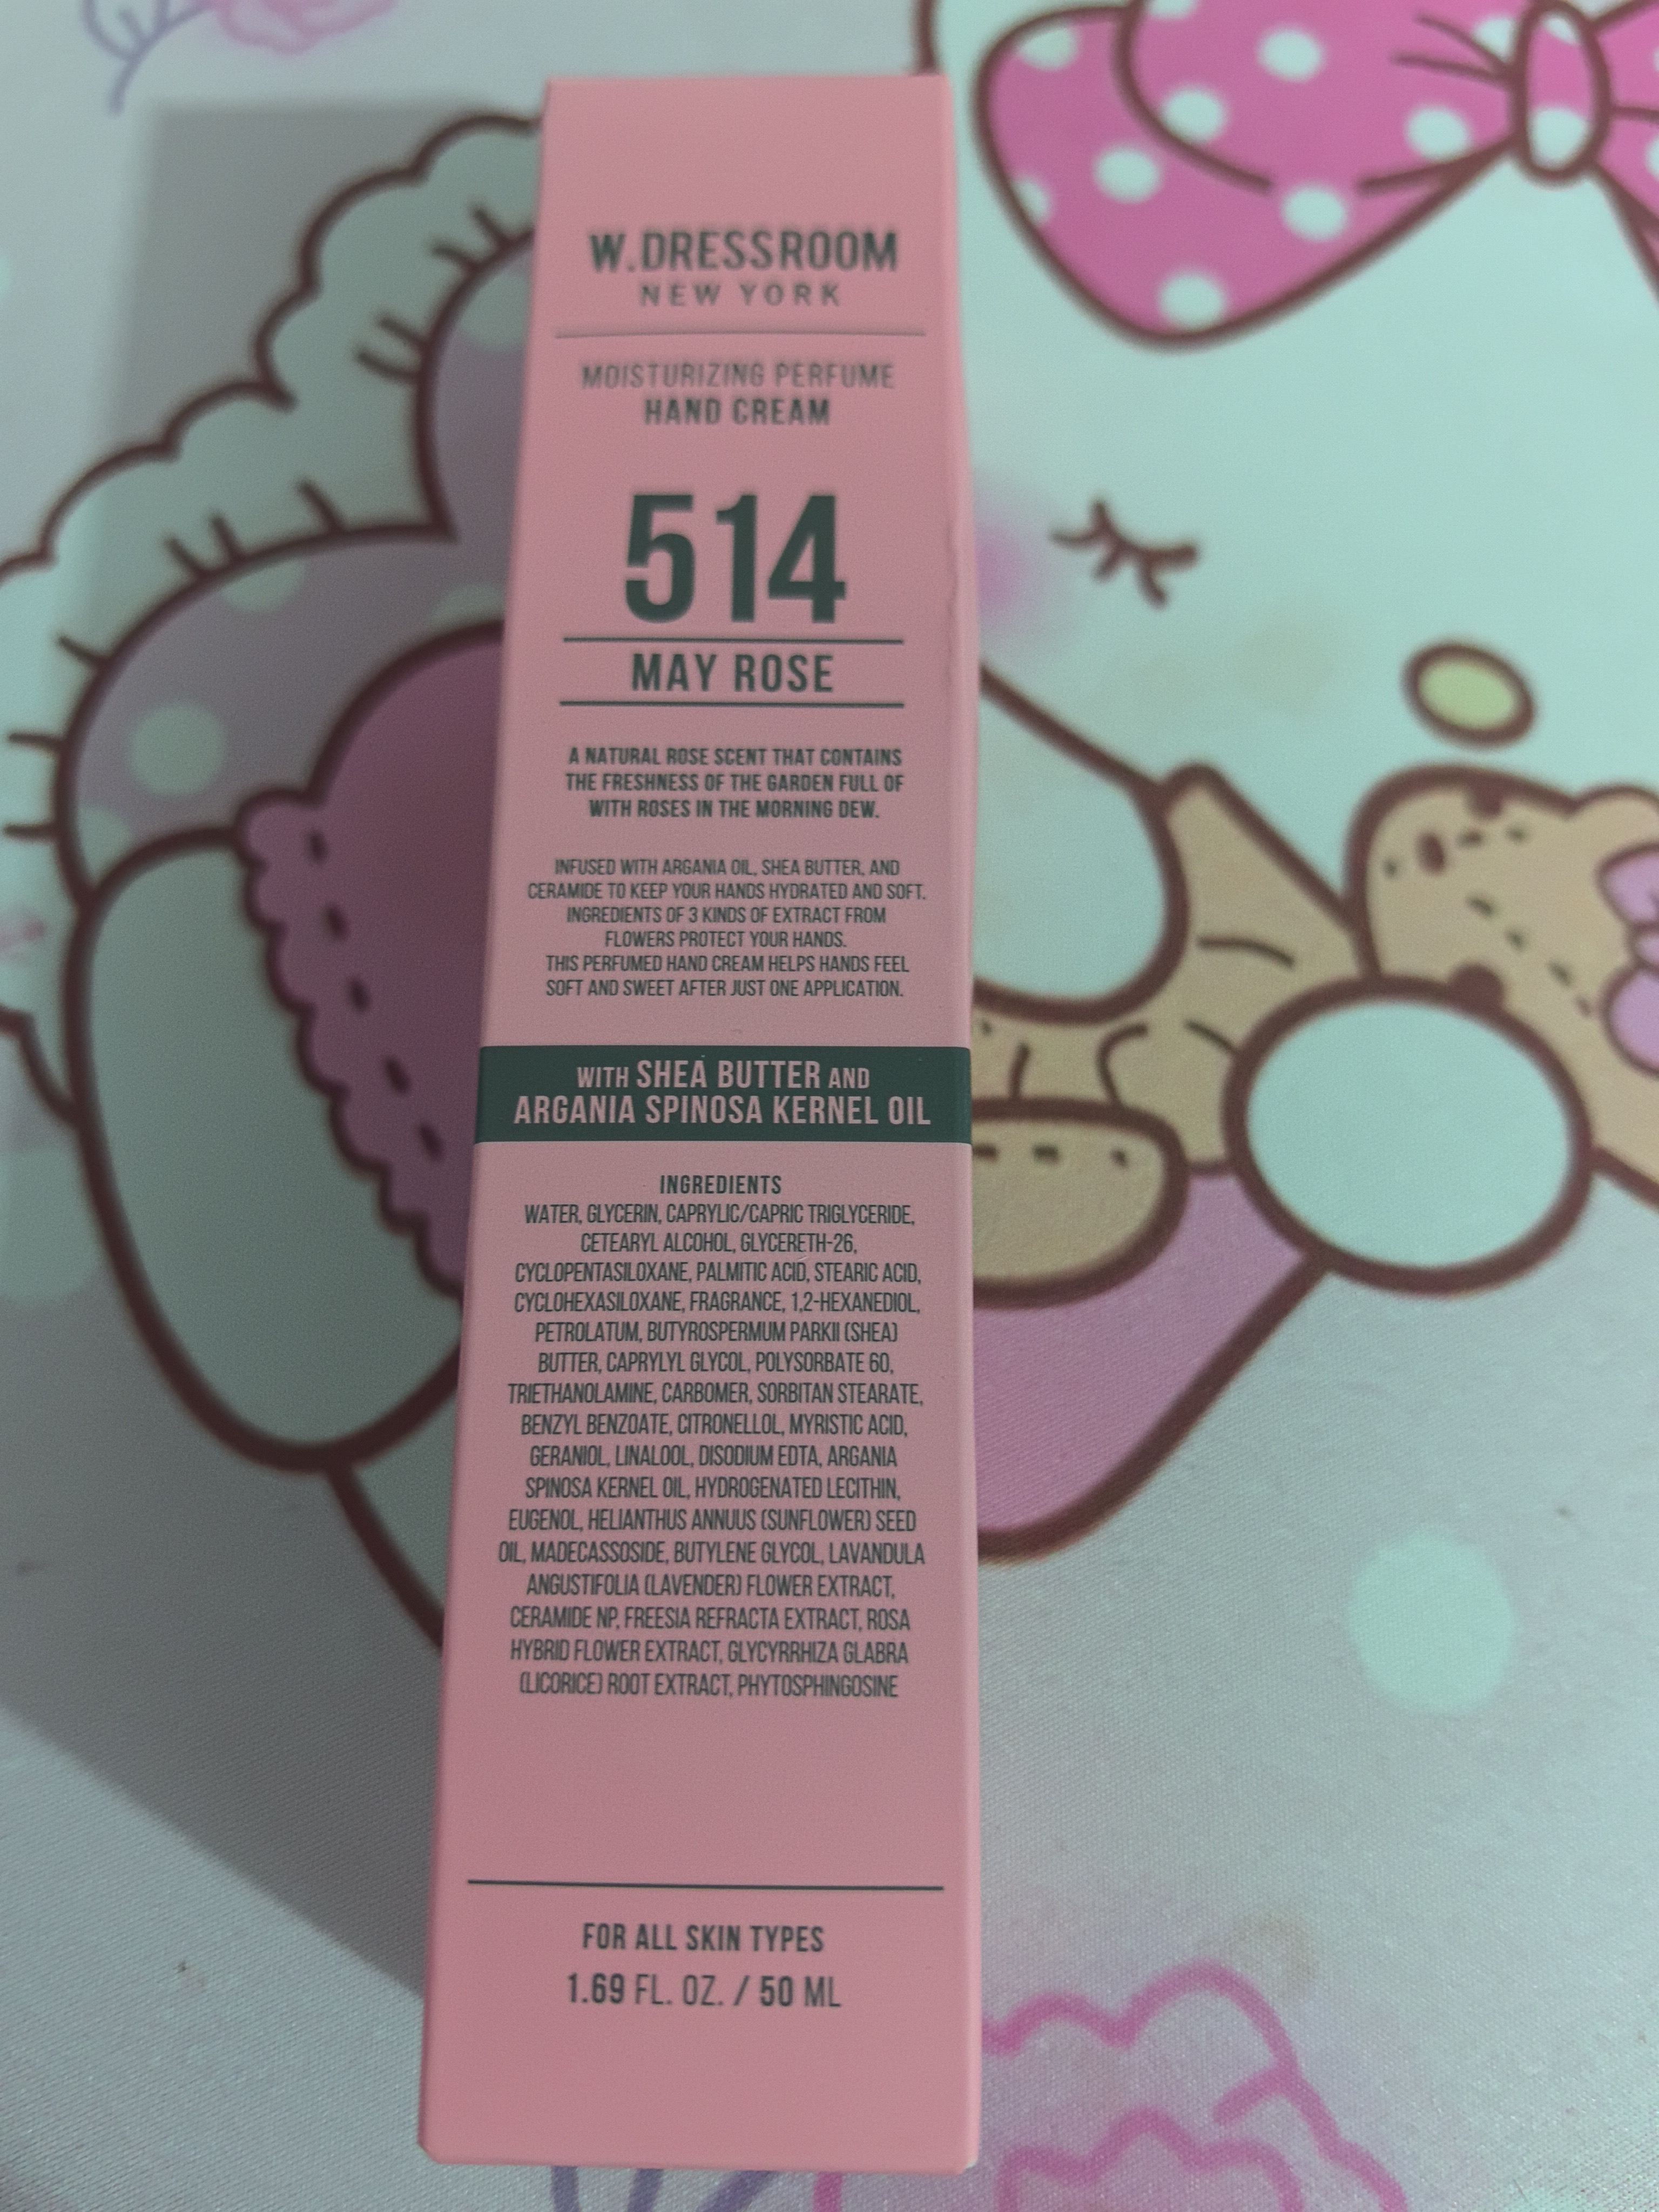 W.DRESSROOM
NEW YORK
MOISTURIZING PERFUME
HAND CREAM
514
MAY ROSE
A NATURAL ROSE SCENT THAT CONTAINS
THE FRESHNESS OF THE GARDEN FULL OF
WITH ROSES IN THE MORNING DEW.
INFUSED WITH ARGANIA OIL, SHEA BUTTER, AND
CERAMIDE TO KEEP YOUR HANDS HYDRATED AND SOFT.
INGREDIENTS OF 3 KINDS OF EXTRACT FROM
FLOWERS PROTECT YOUR HANDS.
THIS PERFUMED HAND CREAM HELPS HANDS FEEL
SOFT AND SWEET AFTER JUST ONE APPLICATION.
WITH SHEA BUTTER AND
ARGANIA SPINOSA KERNEL OIL
INGREDIENTS
WATER, GLYCERIN, CAPRYLIC/CAPRIC TRIGLYCERIDE,
CETEARYL ALCOHOL, GLYCERETH-26,
CYCLOPENTASILOXANE, PALMITIC ACID, STEARIC ACID,
CYCLOHEXASILOXANE, FRAGRANCE, 1,2-HEXANEDIOL,
PETROLATUM, BUTYROSPERMUM PARKII (SHEA)
BUTTER, CAPRYLYL GLYCOL, POLYSORBATE 60,
TRIETHANOLAMINE, CARBOMER, SORBITAN STEARATE,
BENZYL BENZOATE, CITRONELLOL, MYRISTIC ACID,
GERANIOL, LINALOOL, DISODIUM EDTA, ARGANIA
SPINOSA KERNEL OIL, HYDROGENATED LECITHIN,
EUGENOL, HELIANTHUS ANNUUS (SUNFLOWER) SEED
OIL, MADECASSOSIDE, BUTYLENE GLYCOL, LAVANDULA
ANGUSTIFOLIA (LAVENDER) FLOWER EXTRACT,
CERAMIDE NP, FREESIA REFRACTA EXTRACT, ROSA
HYBRID FLOWER EXTRACT, GLYCYRRHIZA GLABRA
(LICORICE) ROOT EXTRACT, PHYTOSPHINGOSINE
FOR ALL SKIN TYPES
1.69 FL. OZ. / 50 ML